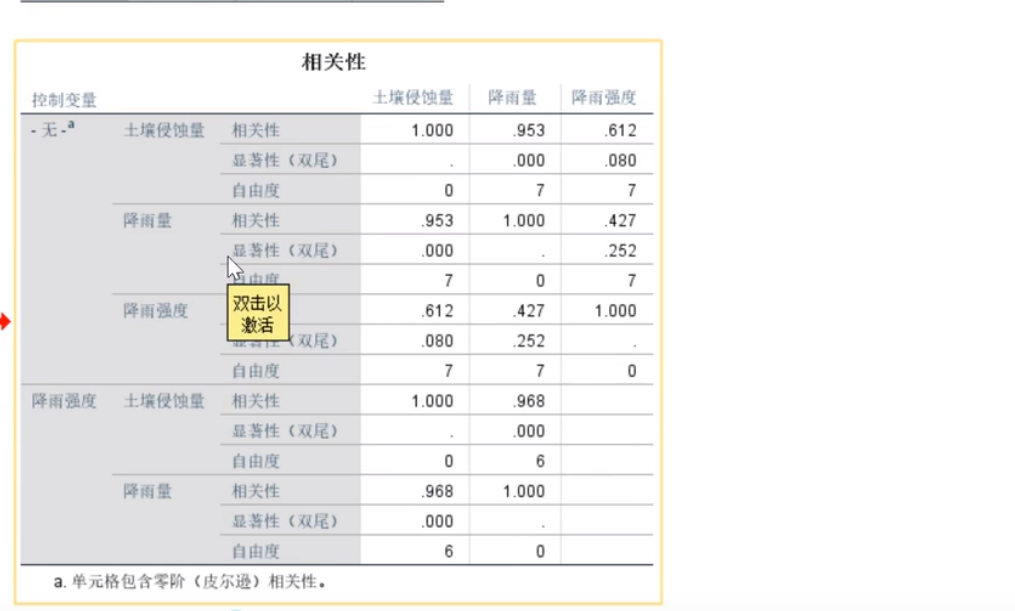 相关性
控制变量 土壤侵蚀量 降雨量 降雨强度
- 无 -a 土壤侵蚀量 相关性 1.000 .953 .612
显著性（双尾） . .000 .080
自由度 0 7 7
降雨量 相关性 .953 1.000 .427
显著性（双尾） .000 . .252
自由度 7 0 7
降雨强度 .612 .427 1.000
双击以
激活
显著性（双尾） .080 .252 .
自由度 7 7 0
降雨强度 土壤侵蚀量 相关性 1.000 .968
显著性（双尾） . .000
自由度 0 6
降雨量 相关性 .968 1.000
显著性（双尾） .000 .
自由度 6 0
a. 单元格包含零阶（皮尔逊）相关性。